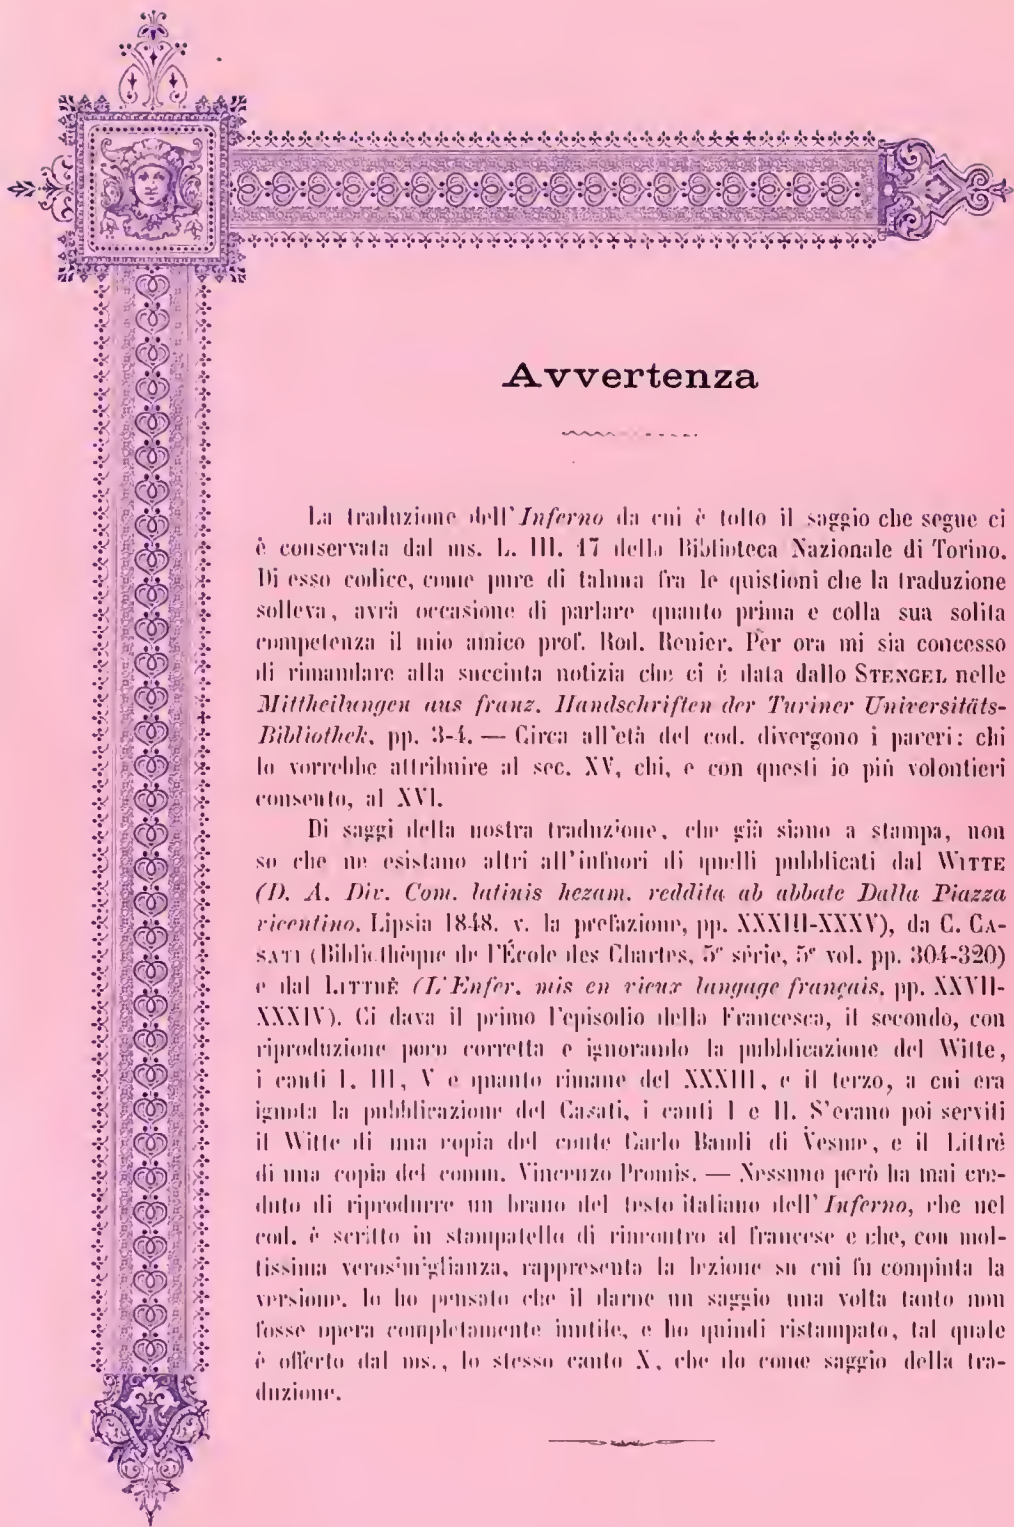 Avvertenza
La traduzione dell'Inferno da cui è tolto il saggio che segue ci
è conservata dal ms. L. III. 17 della Biblioteca Nazionale di Torino.
Di esso codice, come pure di taluna fra le quistioni che la traduzione
solleva, avrà occasione di parlare quanto prima e colla sua solita
competenza il mio amico prof. Rod. Renier. Per ora mi sia concesso
di rimandare alla succinta notizia che ci è data dallo STENGEL nelle
Mittheilungen aus franz. Handschriften der Turiner Universitäts-
Bibliothek, pp. 3-4. — Circa all'età del cod. divergono i pareri: chi
lo vorrebbe attribuire al sec. XV, chi, e con questi io più volontieri
consento, al XVI.
Di saggi della nostra traduzione, che già siano a stampa, non
so che ne esistano altri all'infuori di quelli pubblicati dal WITTE
(D. A. Div. Com. latinis hexam. reddita ab abbate Dalla Piazza
vicentino. Lipsia 1848. v. la prefazione, pp. XXXIII-XXXV), da C. CA-
SATI (Bibliothèque de l'École des Chartes, 5e série, 5e vol. pp. 304-320)
e dal LITTRÉ (L'Enfer. mis en vieux langage français. pp. XXVII-
XXXIV). Ci dava il primo l'episodio della Francesca, il secondo, con
riproduzione poco corretta e ignorando la pubblicazione del Witte,
i canti I. III, V e quanto rimane del XXXIII, e il terzo, a cui era
ignota la pubblicazione del Casati, i canti I e II. S'erano poi serviti
il Witte di una copia del conte Carlo Baudi di Vesme, e il Littré
di una copia del comm. Vincenzo Promis. — Nessuno però ha mai cre-
duto di riprodurre un brano del testo italiano dell'Inferno, che nel
cod. è scritto in stampatello di rincontro al francese e che, con mol-
tissima verosimiglianza, rappresenta la lezione su cui fu compiuta la
versione. Io ho pensato che il darne un saggio una volta tanto non
fosse opera completamente inutile, e ho quindi ristampato, tal quale
è offerto dal ms., lo stesso canto X, che do come saggio della tra-
duzione.